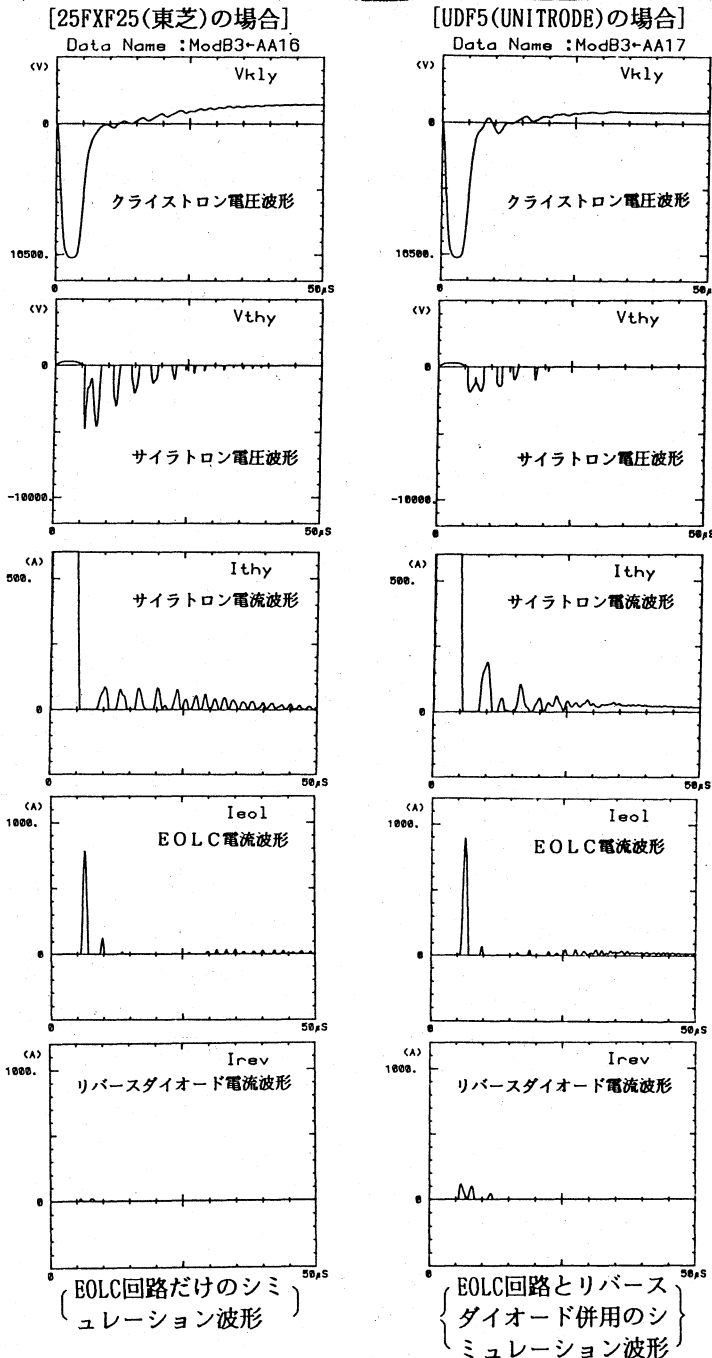 [25FXF25(東芝)の場合]
Data Name :ModB3←AA16
(V)
Vkly
0
クライストロン電圧波形
16500.
0
50μS
(V)
Vthy
0
サイラトロン電圧波形
-10000.
0
50μS
(A)
Ithy
500.
サイラトロン電流波形
0
0
50μS
(A)
Ieol
1000.
EOLC電流波形
0
0
50μS
(A)
Irev
1000.
リバースダイオード電流波形
0
0
50μS
EOLC回路だけのシミ
ュレーション波形
[UDF5(UNITRODE)の場合]
Data Name :ModB3←AA17
(V)
Vkly
0
クライストロン電圧波形
16500.
0
50μS
(V)
Vthy
0
サイラトロン電圧波形
-10000.
0
50μS
(A)
Ithy
500.
サイラトロン電流波形
0
0
50μS
(A)
Ieol
1000.
EOLC電流波形
0
0
50μS
(A)
Irev
1000.
リバースダイオード電流波形
0
0
50μS
EOLC回路とリバース
ダイオード併用のシ
ミュレーション波形